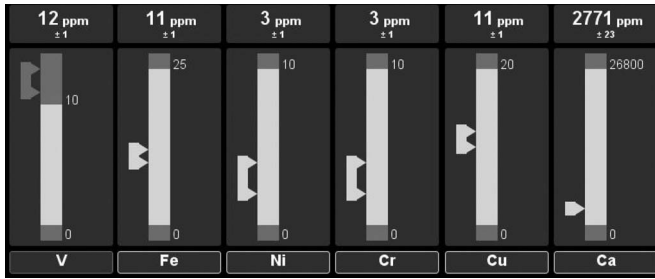 12 ppm 11 ppm 3 ppm 3 ppm 11 ppm 2771 ppm
± 1 ± 1 ± 1 ± 1 ± 1 ± 23
25 10 10 20 26800
10
0 0 0 0 0 0
V Fe Ni Cr Cu Ca